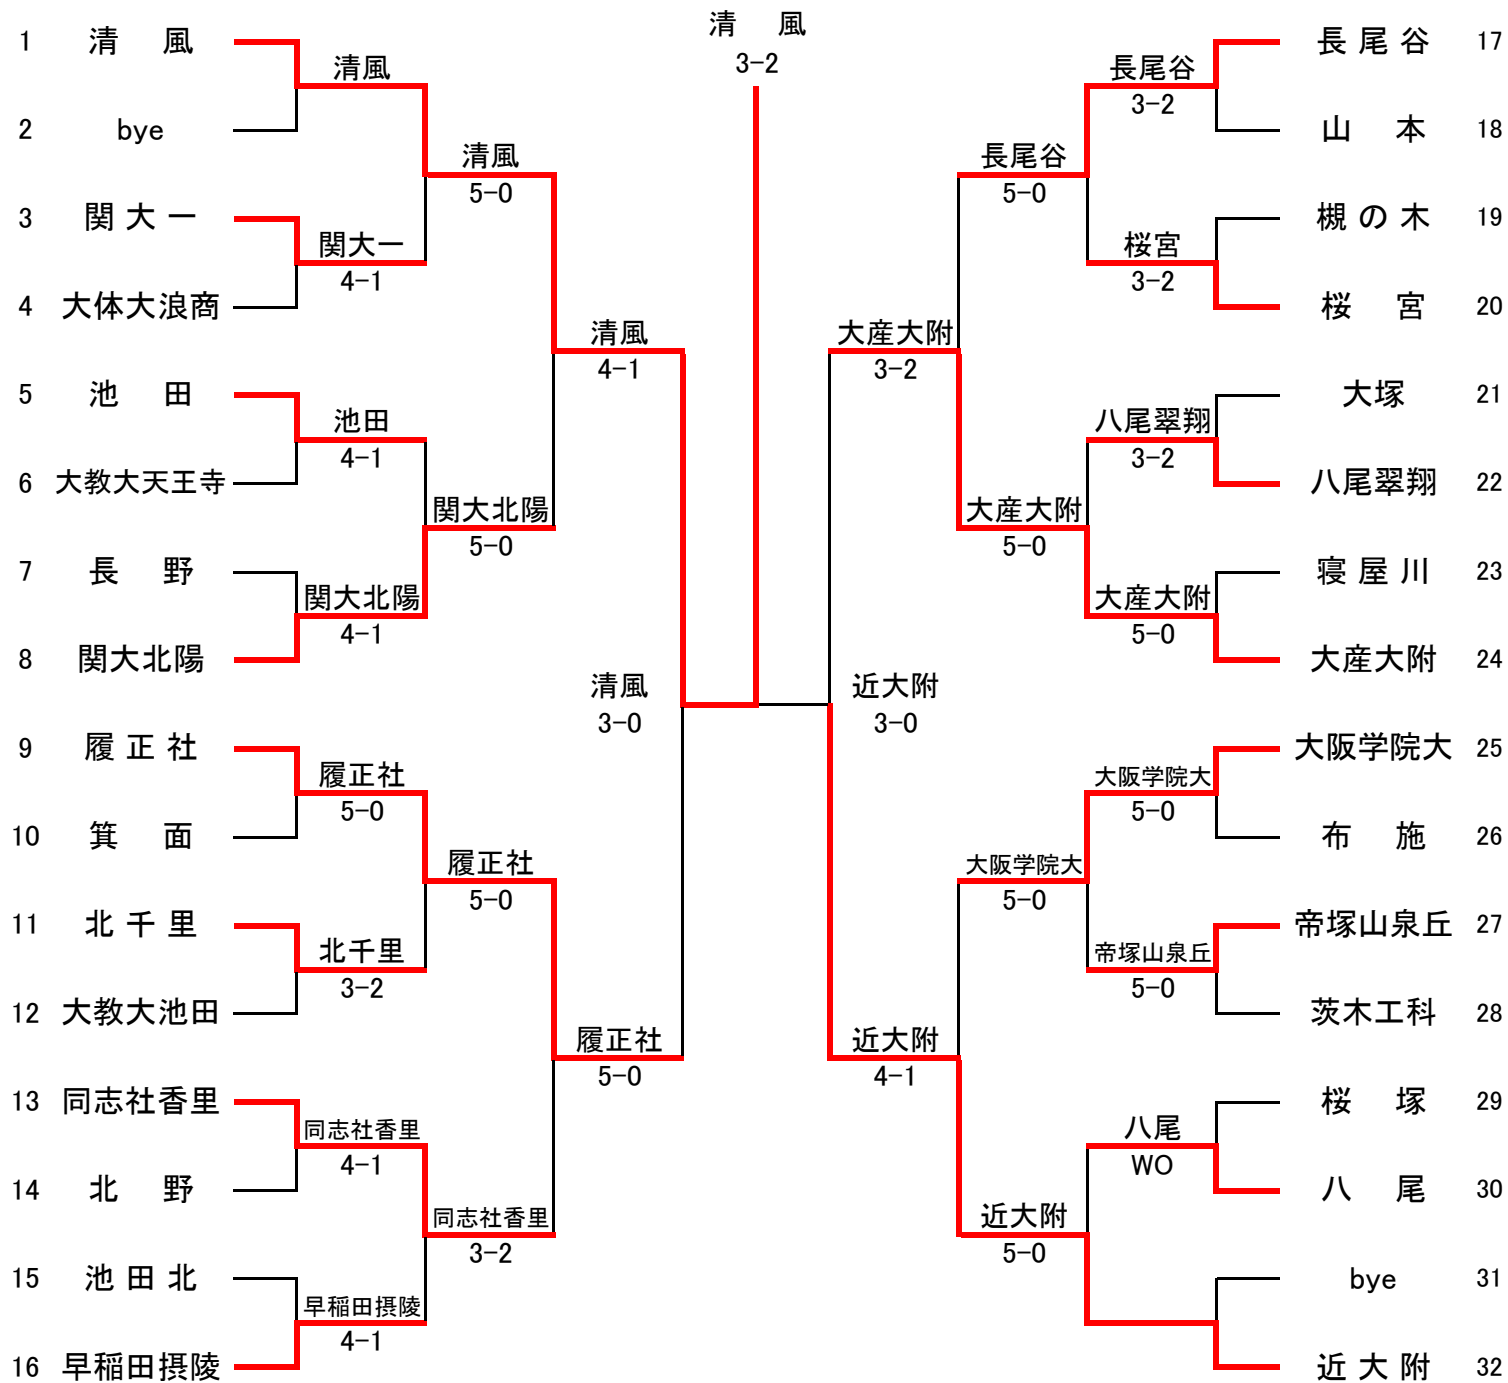 清 風
3-2
1 清 風
清風
2 bye
清風
5-0
3 関大一
関大一
4-1
4 大体大浪商
清風
4-1
5 池 田
池田
4-1
6 大教大天王寺
関大北陽
5-0
7 長 野
関大北陽
4-1
8 関大北陽
清風
3-0
9 履正社
履正社
5-0
10 箕 面
履正社
5-0
11 北千里
北千里
3-2
12 大教大池田
履正社
5-0
13 同志社香里
同志社香里
4-1
14 北 野
同志社香里
3-2
15 池田北
早稲田摂陵
4-1
16 早稲田摂陵
長尾谷 17
長尾谷
3-2
山 本 18
長尾谷
5-0
槻の木 19
桜宮
3-2
桜 宮 20
大産大附
3-2
大塚 21
八尾翠翔
3-2
八尾翠翔 22
大産大附
5-0
寝屋川 23
大産大附
5-0
大産大附 24
近大附
3-0
大阪学院大 25
大阪学院大
5-0
布 施 26
大阪学院大
5-0
帝塚山泉丘 27
帝塚山泉丘
5-0
茨木工科 28
近大附
4-1
桜 塚 29
八尾
WO
八 尾 30
近大附
5-0
bye 31
近大附 32